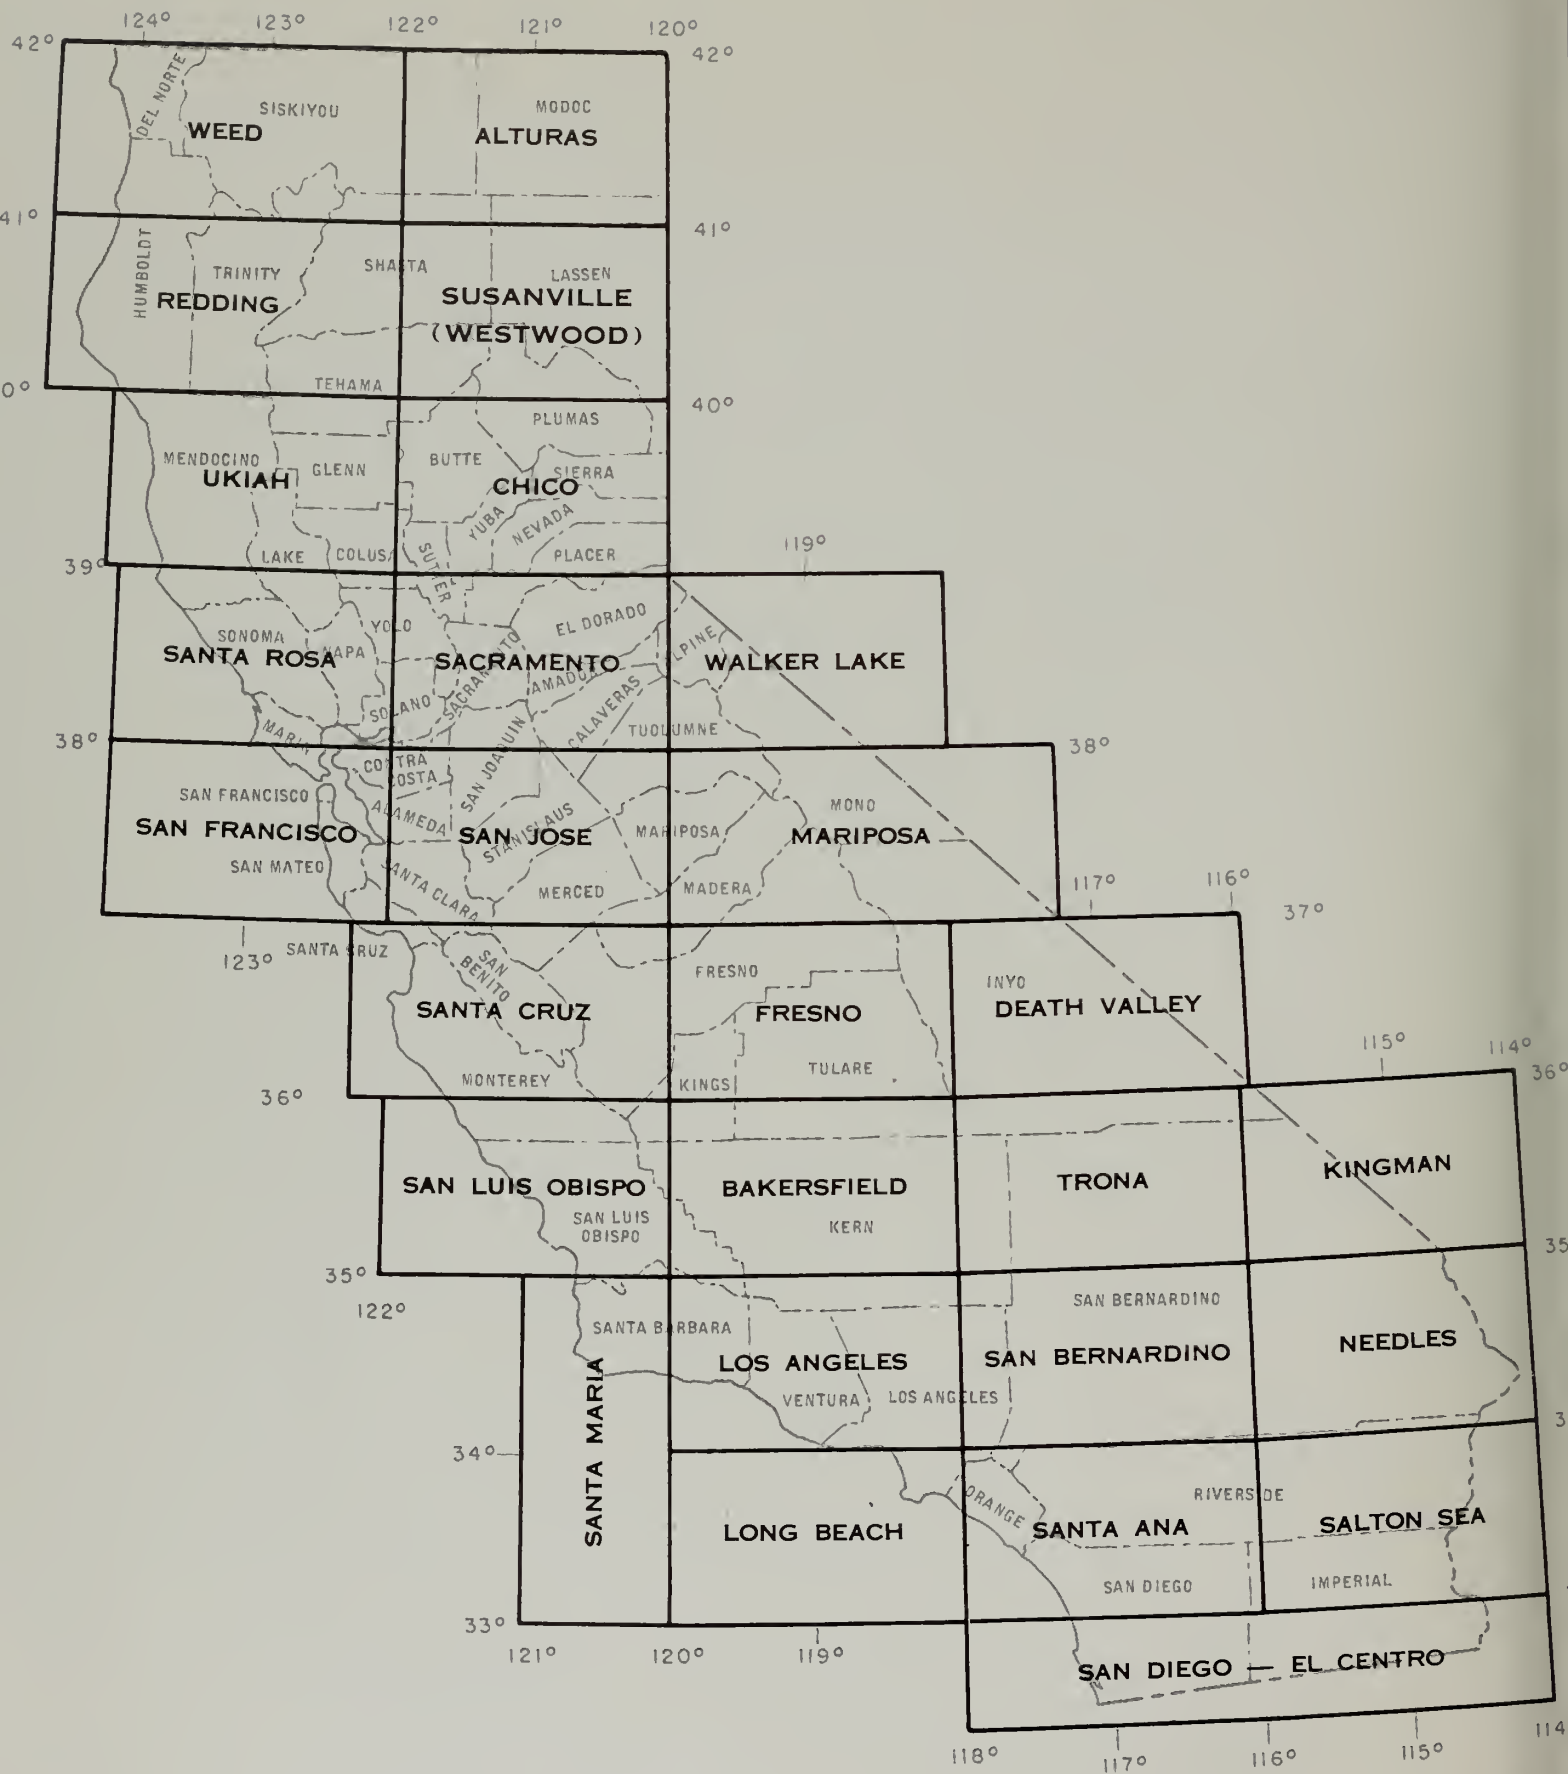 124° 123° 122° 121° 120°
42° 42°
DEL NORTE
SISKIYOU
MODOC
WEED
ALTURAS
41° 41°
HUMBOLDT
TRINITY
SHASTA
LASSEN
REDDING
SUSANVILLE
(WESTWOOD)
TEHAMA
0° 40°
PLUMAS
MENDOCINO
GLENN
BUTTE
SIERRA
UKIAH
CHICO
YUBA
NEVADA
LAKE
COLUSA
SUTTER
PLACER
39° 119°
EL DORADO
YOLO
SONOMA
NAPA
ALPINE
SANTA ROSA
SACRAMENTO
SACRAMENTO
AMADOR
WALKER LAKE
SOLANO
CALAVERAS
MARIN
TUOLUMNE
38° 38°
CONTRA
COSTA
SAN JOAQUIN
SAN FRANCISCO
ALAMEDA
MONO
SAN FRANCISCO
SAN JOSE
STANISLAUS
MARIPOSA
MARIPOSA
SAN MATEO
SANTA CLARA
MERCED
MADERA
117° 116°
37°
123°
SANTA CRUZ
SAN
BENITO
FRESNO
INYO
SANTA CRUZ
FRESNO
DEATH VALLEY
MONTEREY
KINGS
TULARE
115° 114°
36° 36°
SAN LUIS OBISPO
BAKERSFIELD
TRONA
KINGMAN
SAN LUIS
OBISPO
KERN
35° 35
122°
SANTA BARBARA
SAN BERNARDINO
LOS ANGELES
SAN BERNARDINO
NEEDLES
VENTURA
LOS ANGELES
SANTA MARIA
34° 3
ORANGE
RIVERSIDE
LONG BEACH
SANTA ANA
SALTON SEA
SAN DIEGO
IMPERIAL
33°
121° 120° 119°
SAN DIEGO — EL CENTRO
118° 117° 116° 115° 114